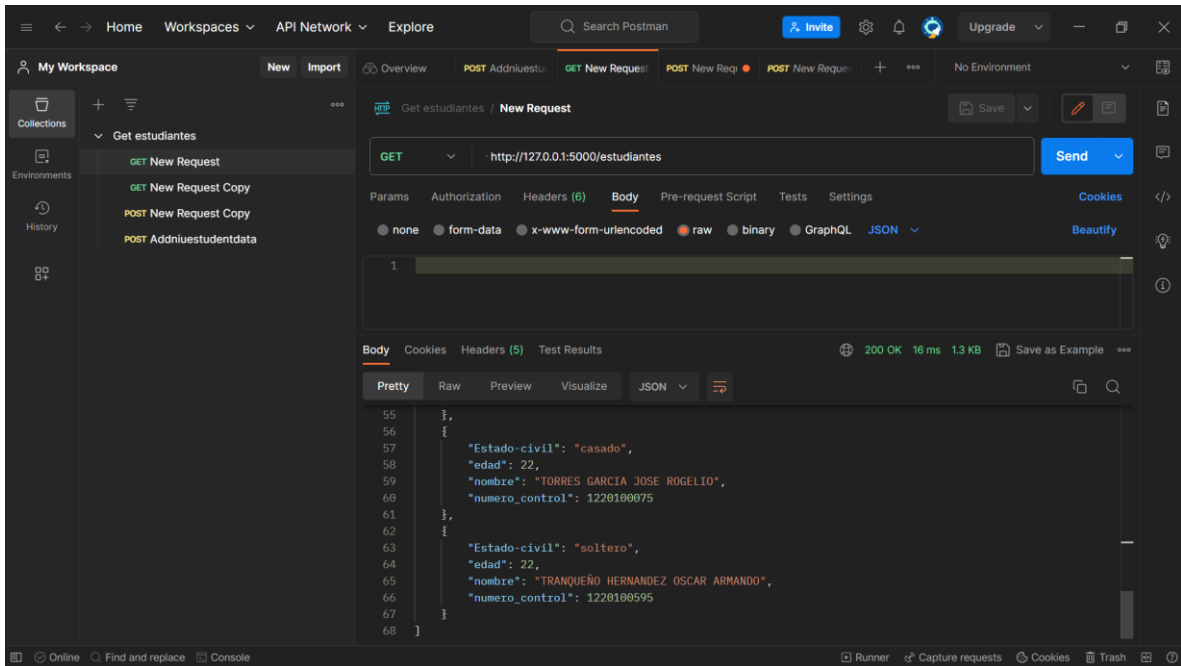 Home Workspaces API Network Explore Search Postman Invite Upgrade
My Workspace New Import Overview POST Addniuestu GET New Request POST New Requ POST New Reque No Environment
Collections
Environments
History
Get estudiantes
GET New Request
GET New Request Copy
POST New Request Copy
POST Addniuestudentdata
HTTP Get estudiantes / New Request Save
GET http://127.0.0.1:5000/estudiantes Send
Params Authorization Headers (6) Body Pre-request Script Tests Settings Cookies
none form-data x-www-form-urlencoded raw binary GraphQL JSON Beautify
1
Body Cookies Headers (5) Test Results 200 OK 16 ms 1.3 KB Save as Example
Pretty Raw Preview Visualize JSON
55 },
56 {
57 "Estado-civil": "casado",
58 "edad": 22,
59 "nombre": "TORRES GARCIA JOSE ROGELIO",
60 "numero_control": 1220100075
61 },
62 {
63 "Estado-civil": "soltero",
64 "edad": 22,
65 "nombre": "TRANQUEÑO HERNANDEZ OSCAR ARMANDO",
66 "numero_control": 1220100595
67 }
68 ]
Online Find and replace Console Runner Capture requests Cookies Trash